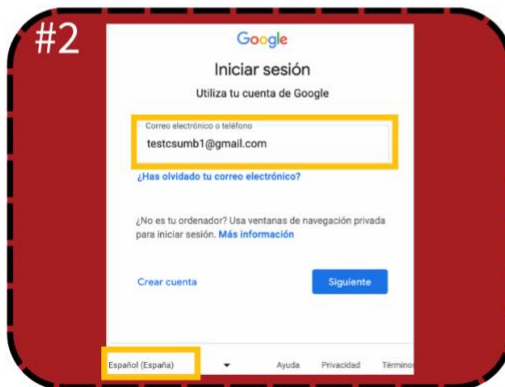 #2
Google
Iniciar sesión
Utiliza tu cuenta de Google
Correo electrónico o teléfono
testcsumb1@gmail.com
¿Has olvidado tu correo electrónico?
¿No es tu ordenador? Usa ventanas de navegación privada
para iniciar sesión. Más información
Crear cuenta Siguiente
Español (España) Ayuda Privacidad Término